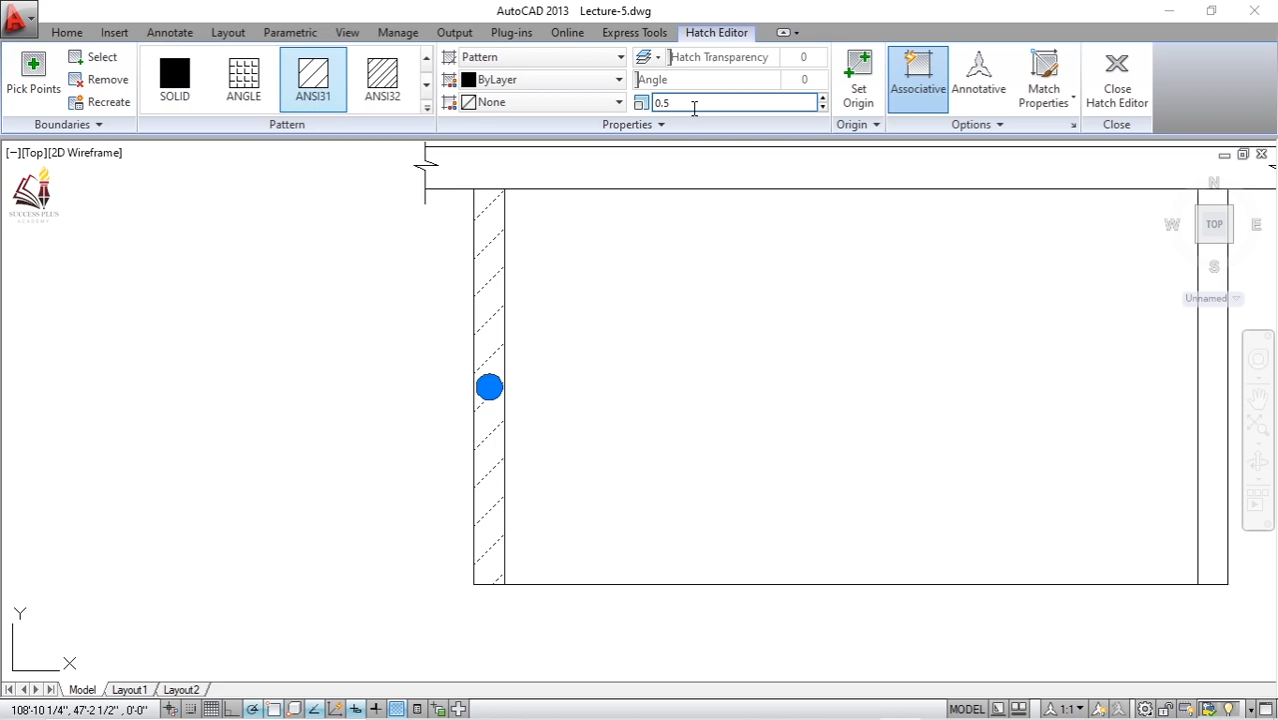 AutoCAD 2013 Lecture-5.dwg
Home Insert Annotate Layout Parametric View Manage Output Plug-ins Online Express Tools Hatch Editor
Pick Points
Select
Remove
Recreate
Boundaries
SOLID
ANGLE
ANSI31
ANSI32
Pattern
Pattern
ByLayer
None
Hatch Transparency 0
Angle 0
0.5
Properties
Set
Origin
Origin
Associative
Annotative
Match
Properties
Options
Close
Hatch Editor
Close
[−][Top][2D Wireframe]
SUCCESS PLUS
ACADEMY
N
W
TOP
E
S
Unnamed
Y
X
Model Layout1 Layout2
108'-10 1/4", 47'-2 1/2" , 0'-0"
MODEL
1:1